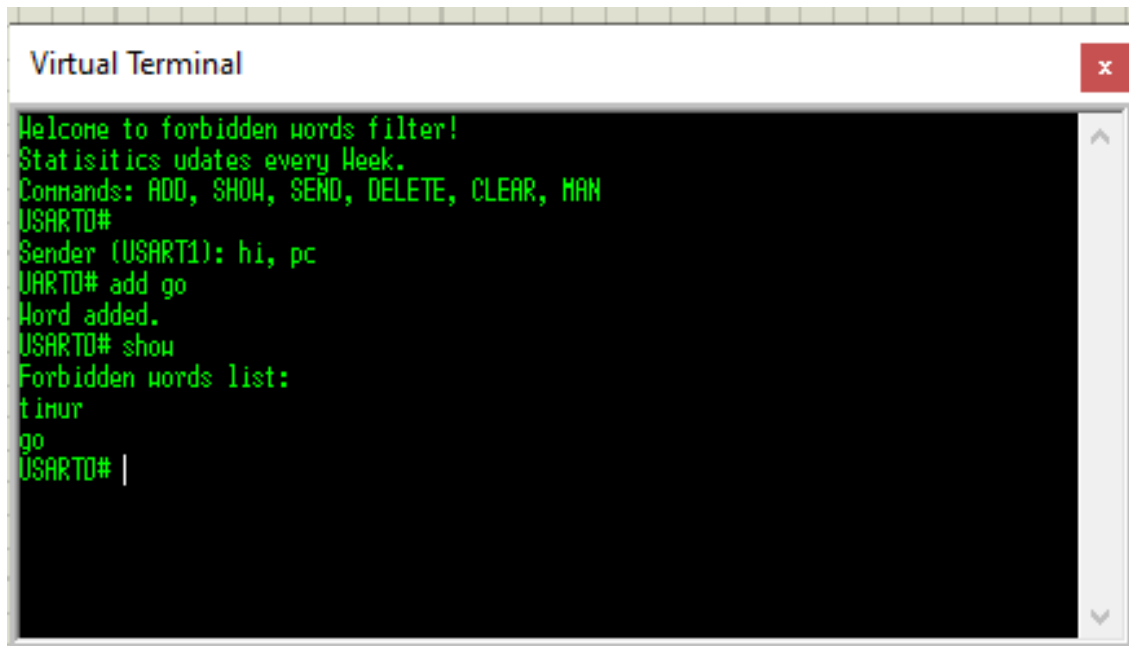 Virtual Terminal
Welcome to forbidden words filter!
Statisitics udates every Week.
Commands: ADD, SHOW, SEND, DELETE, CLEAR, MAN
USART0#
Sender (USART1): hi, pc
UART0# add go
Word added.
USART0# show
Forbidden words list:
timur
go
USART0#